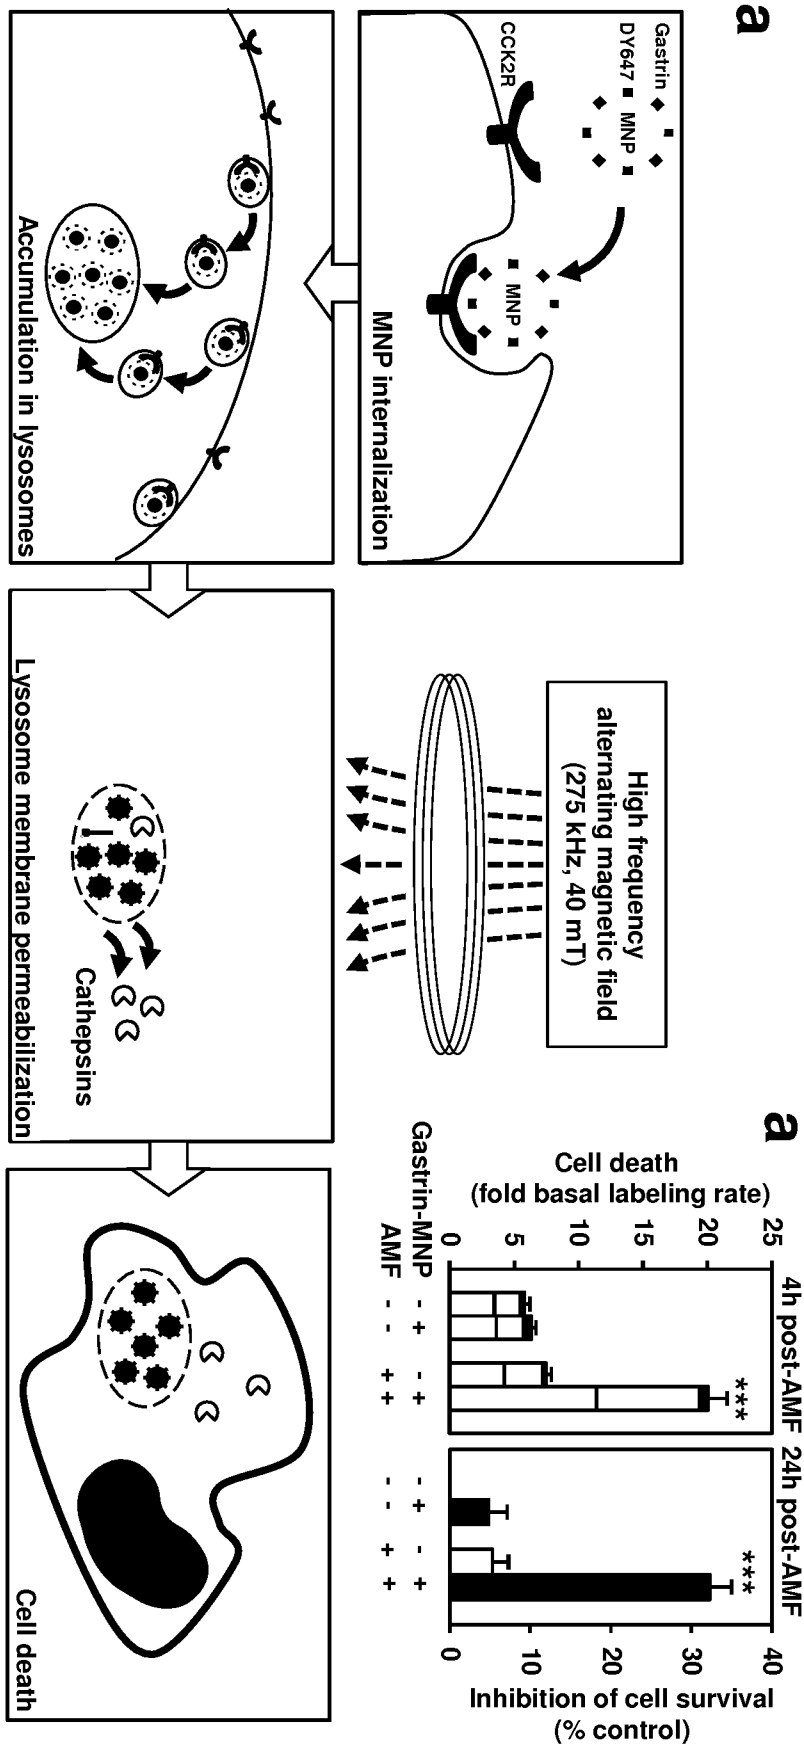 a
Gastrin
DY647
MNP
CCK2R
MNP
MNP internalization
Accumulation in lysosomes
High frequency
alternating magnetic field
(275 kHz, 40 mT)
Cathepsins
Lysosome membrane permeabilization
Cell death
a
4h post-AMF
24h post-AMF
Cell death
(fold basal labeling rate)
25
20
15
10
5
0
***
***
40
30
20
10
0
Inhibition of cell survival
(% control)
Gastrin-MNP - + - + - + - +
AMF - - + + - - + +